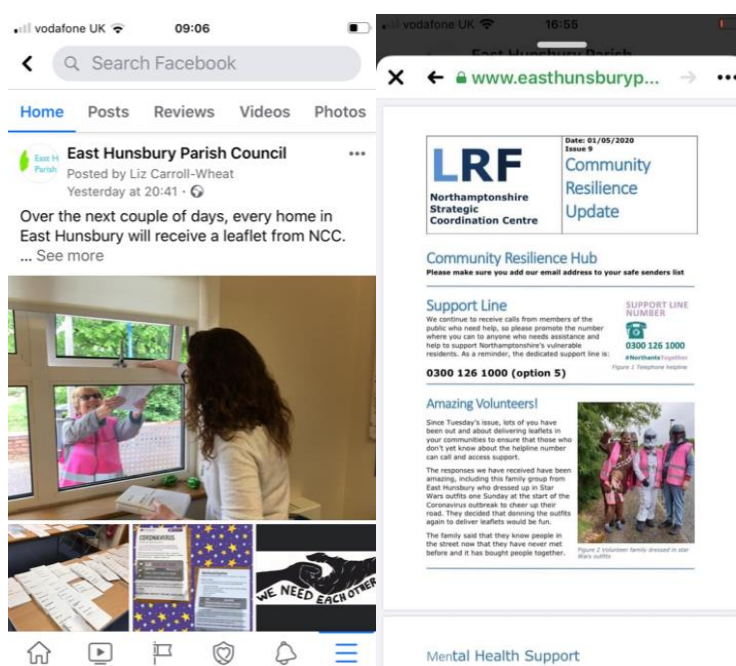 vodafone UK
09:06
Search Facebook
Home Posts Reviews Videos Photos
East H
Parish
East Hunsbury Parish Council
Posted by Liz Carroll-Wheat
Yesterday at 20:41 ·
Over the next couple of days, every home in
East Hunsbury will receive a leaflet from NCC.
... See more
CORONAVIRUS
WE NEED EACH OTHER
vodafone UK
16:55
East Hunsbury Parish
www.easthunsburyp...
LRF
Northamptonshire
Strategic
Coordination Centre
Date: 01/05/2020
Issue 9
Community
Resilience
Update
Community Resilience Hub
Please make sure you add our email address to your safe senders list
Support Line
We continue to receive calls from members of the
public who need help, so please promote the number
where you can to anyone who needs assistance and
help to support Northamptonshire's vulnerable
residents. As a reminder, the dedicated support line is:
0300 126 1000 (option 5)
SUPPORT LINE
NUMBER
0300 126 1000
#NorthantsTogether
Figure 1 Telephone helpline
Amazing Volunteers!
Since Tuesday's issue, lots of you have
been out and about delivering leaflets in
your communities to ensure that those who
don't yet know about the helpline number
can call and access support.
The responses we have received have been
amazing, including this family group from
East Hunsbury who dressed up in Star
Wars outfits one Sunday at the start of the
Coronavirus outbreak to cheer up their
road. They decided that donning the outfits
again to deliver leaflets would be fun.
The family said that they know people in
the street now that they have never met
before and it has bought people together.
Figure 2 Volunteer family dressed in star
Wars outfits
Mental Health Support